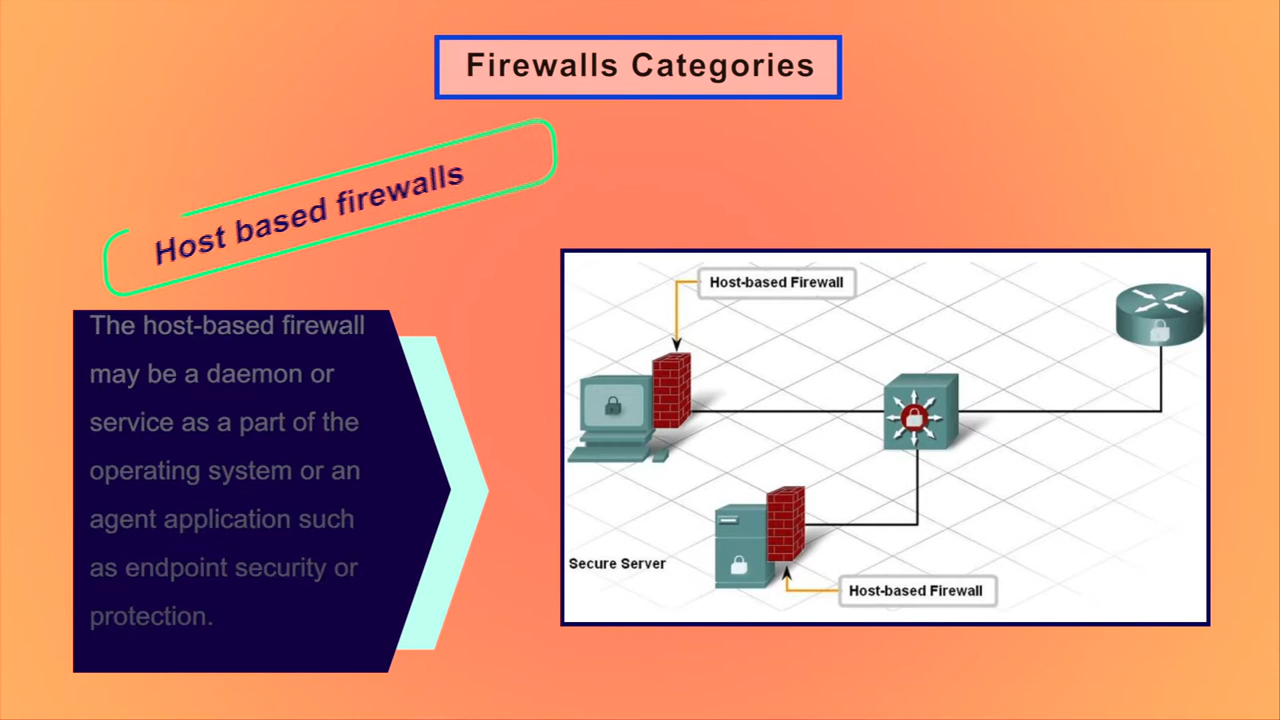 Firewalls Categories
Host based firewalls
The host-based firewall
may be a daemon or
service as a part of the
operating system or an
agent application such
as endpoint security or
protection.
Host-based Firewall
Secure Server
Host-based Firewall